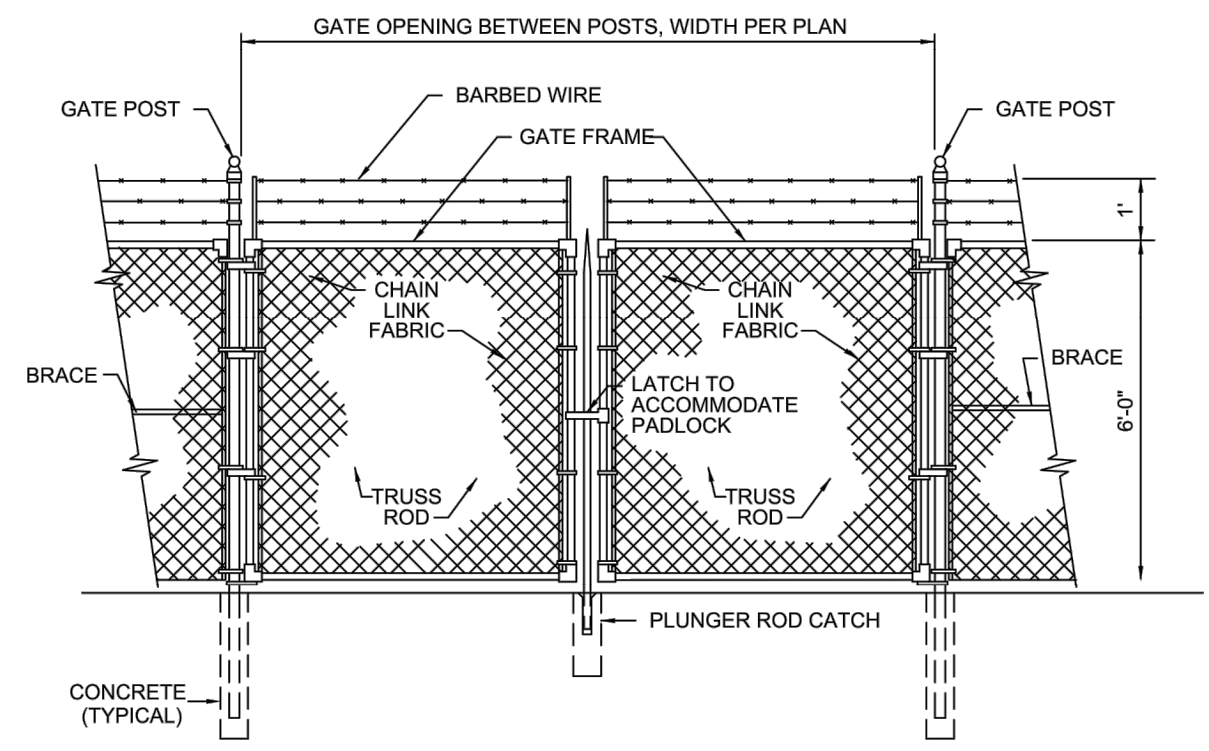 GATE OPENING BETWEEN POSTS, WIDTH PER PLAN
GATE POST
BARBED WIRE
GATE POST
GATE FRAME
1'
CHAIN
LINK
FABRIC
CHAIN
LINK
FABRIC
BRACE
BRACE
LATCH TO
ACCOMMODATE
PADLOCK
6'-0"
TRUSS
ROD
TRUSS
ROD
PLUNGER ROD CATCH
CONCRETE
(TYPICAL)